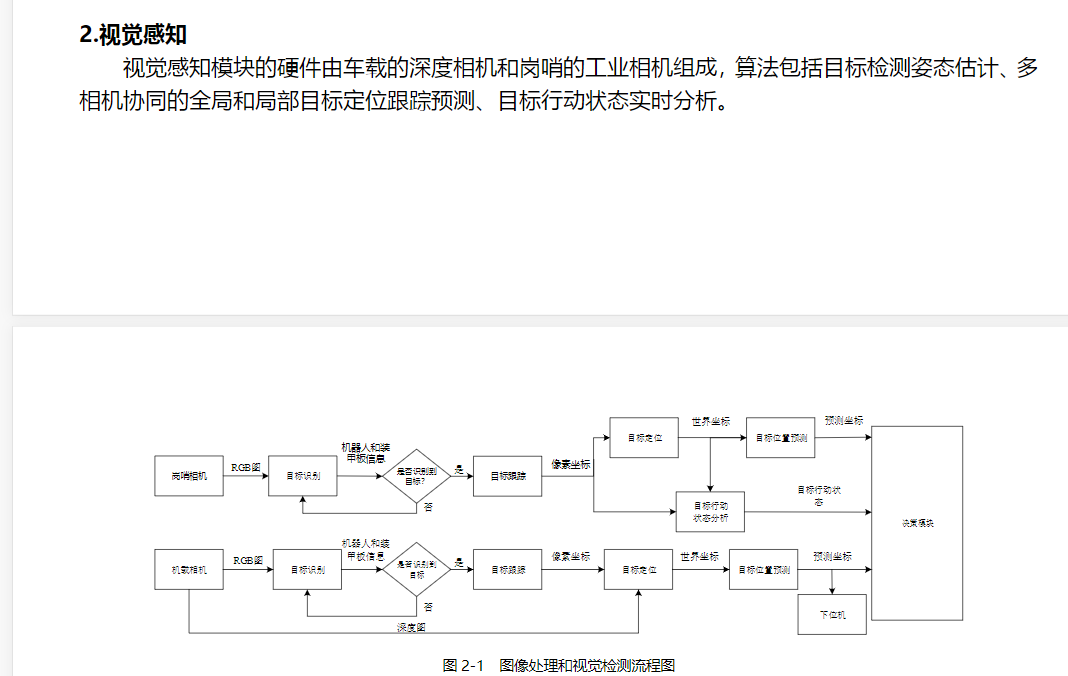 2.视觉感知
视觉感知模块的硬件由车载的深度相机和岗哨的工业相机组成，算法包括目标检测姿态估计、多
相机协同的全局和局部目标定位跟踪预测、目标行动状态实时分析。
岗哨相机
RGB图
目标识别
机器人和装
甲板信息
是否识别到
目标?
是
否
目标跟踪
像素坐标
目标定位
世界坐标
目标位置预测
预测坐标
目标行动
状态分析
目标行动状
态
决策模块
机载相机
RGB图
目标识别
机器人和装
甲板信息
是否识别到
目标
是
否
目标跟踪
像素坐标
目标定位
世界坐标
目标位置预测
预测坐标
下位机
深度图
图 2-1 图像处理和视觉检测流程图